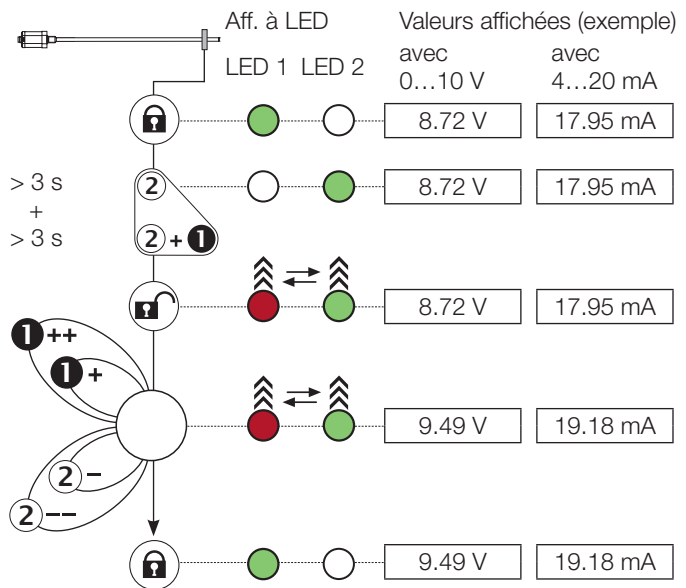 Aff. à LED Valeurs affichées (exemple)
LED 1 LED 2 avec 0…10 V avec 4…20 mA
8.72 V 17.95 mA
> 3 s
+
> 3 s
2 8.72 V 17.95 mA
2 + 1
8.72 V 17.95 mA
1 ++
1 +
9.49 V 19.18 mA
2 -
2 --
9.49 V 19.18 mA